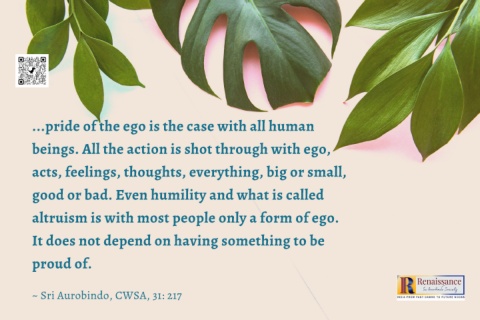 ...pride of the ego is the case with all human
beings. All the action is shot through with ego,
acts, feelings, thoughts, everything, big or small,
good or bad. Even humility and what is called
altruism is with most people only a form of ego.
It does not depend on having something to be
proud of.
~ Sri Aurobindo, CWSA, 31: 217
Renaissance
Sri Aurobindo Society